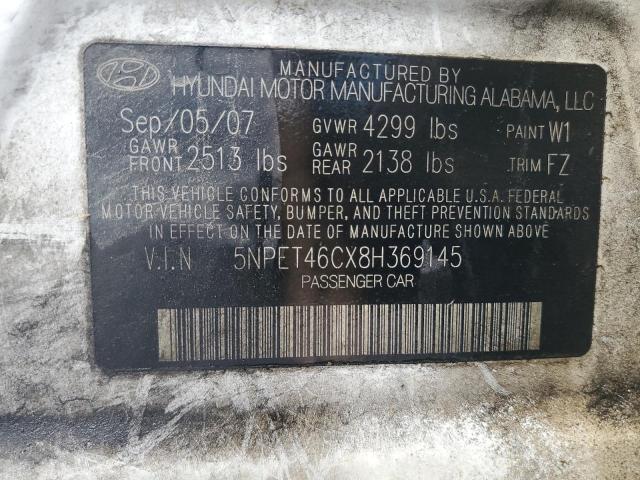 MANUFACTURED BY
HYUNDAI MOTOR MANUFACTURING ALABAMA, LLC
Sep/05/07 GVWR 4299 lbs PAINT W1
GAWR FRONT 2513 lbs GAWR REAR 2138 lbs TRIM FZ
THIS VEHICLE CONFORMS TO ALL APPLICABLE U.S.A. FEDERAL
MOTOR VEHICLE SAFETY, BUMPER, AND THEFT PREVENTION STANDARDS
IN EFFECT ON THE DATE OF MANUFACTURE SHOWN ABOVE.
V.I.N 5NPET46CX8H369145
PASSENGER CAR